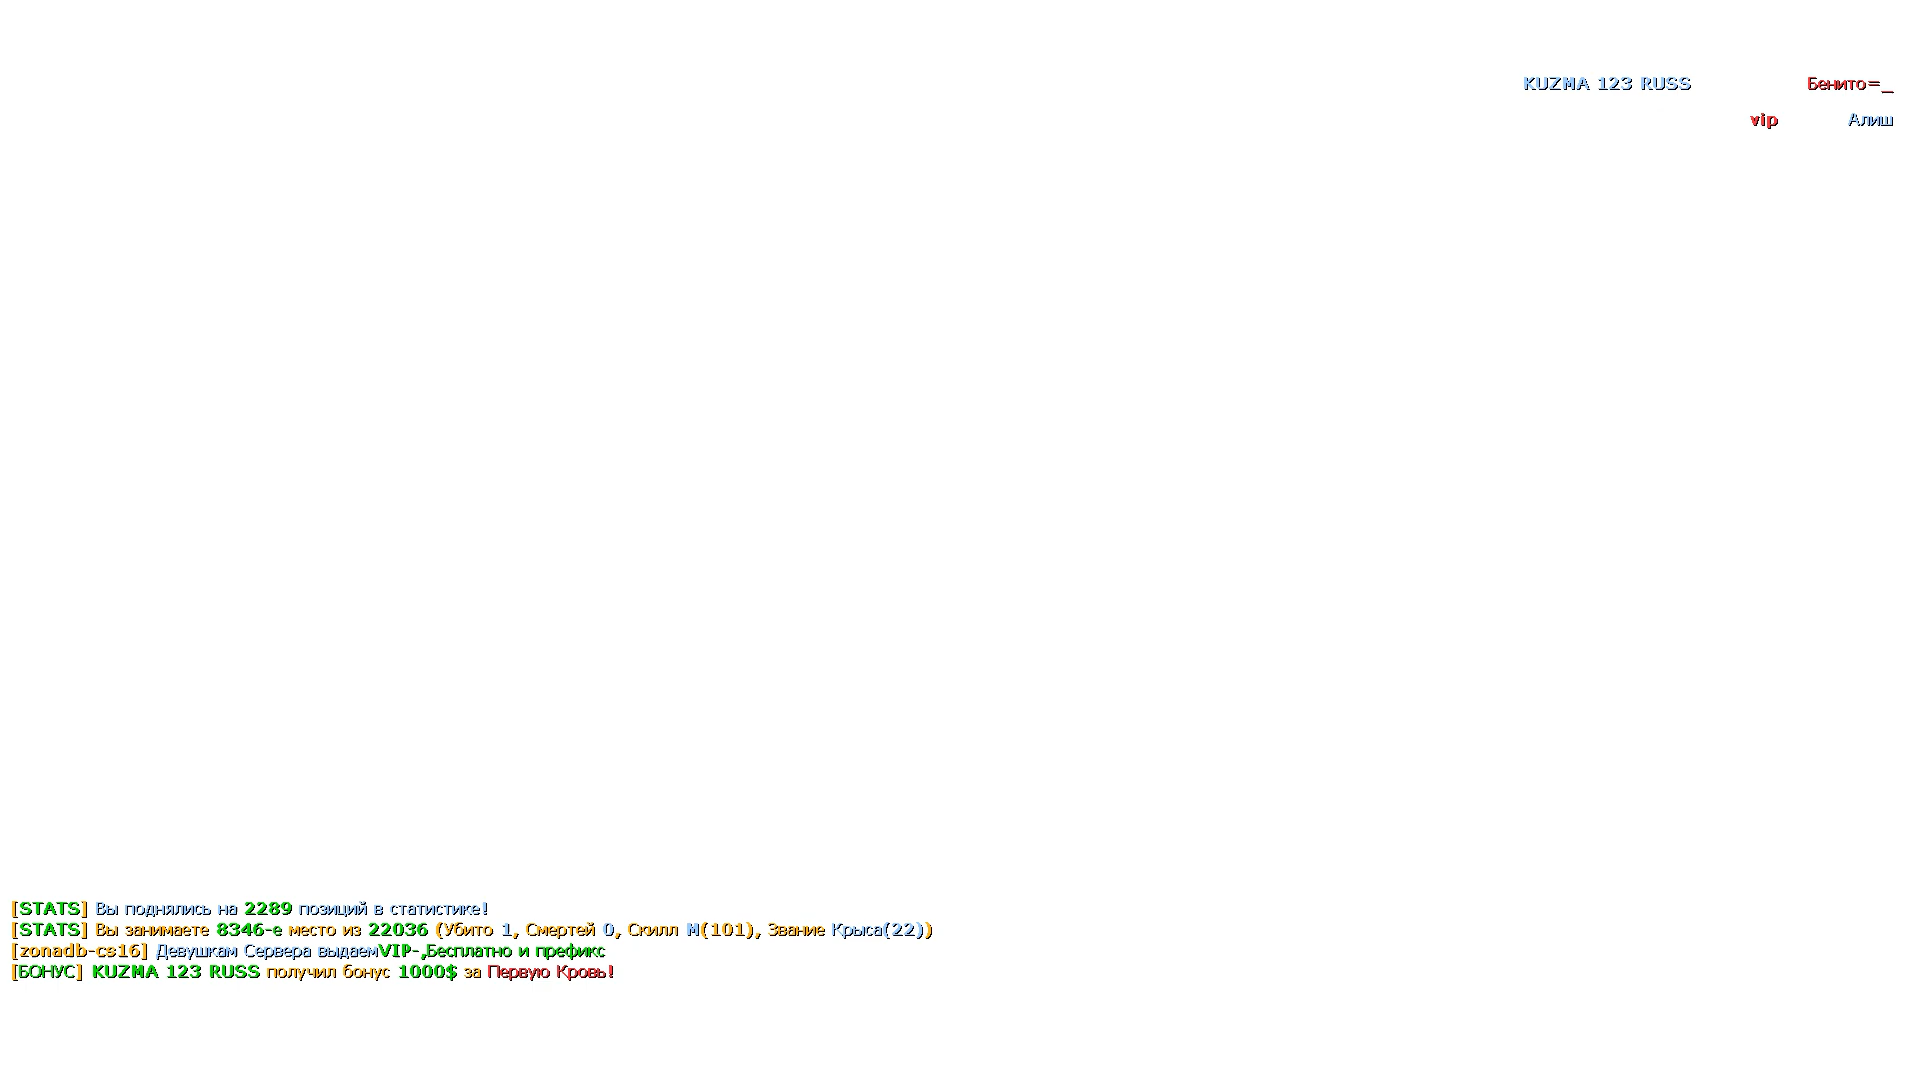 KUZMA 123 RUSS Бенито=_
vip Алиш
[STATS] Вы поднялись на 2289 позиций в статистике!
[STATS] Вы занимаете 8346-е место из 22036 (Убито 1, Смертей 0, Скилл M(101), Звание Крыса(22))
[zonadb-cs16] Девушкам Сервера выдаемVIP-,Бесплатно и префикс
[БОНУС] KUZMA 123 RUSS получил бонус 1000$ за Первую Кровь!